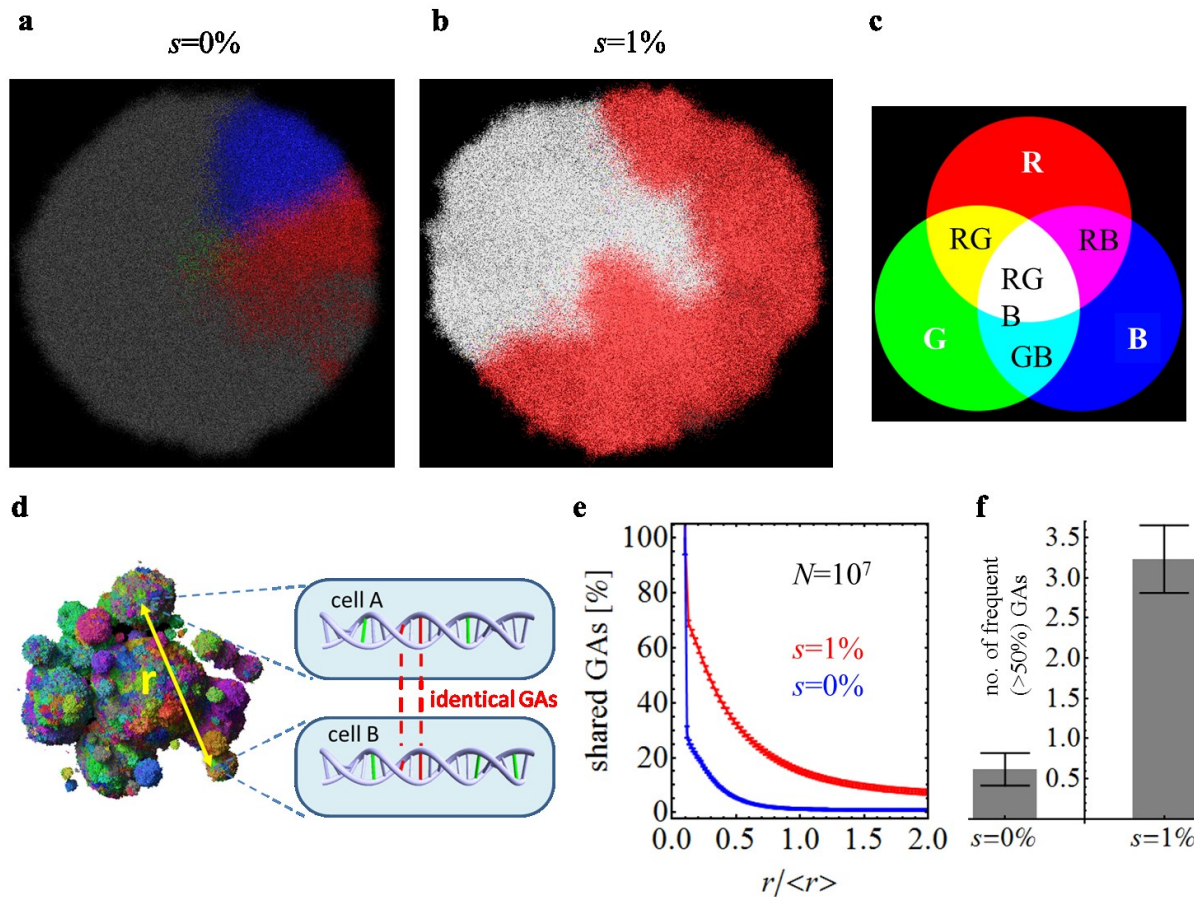 a
s=0%
b
s=1%
c
R
RG
RB
RG
B
G
B
GB
d
r
cell A
identical GAs
cell B
e
shared GAs [%]
100
80
60
40
20
0
N=10⁷
s=1%
s=0%
0.0
0.5
1.0
1.5
2.0
r/<r>
f
no. of frequent
(>50%) GAs
3.5
3.0
2.5
2.0
1.5
1.0
0.5
s=0%
s=1%